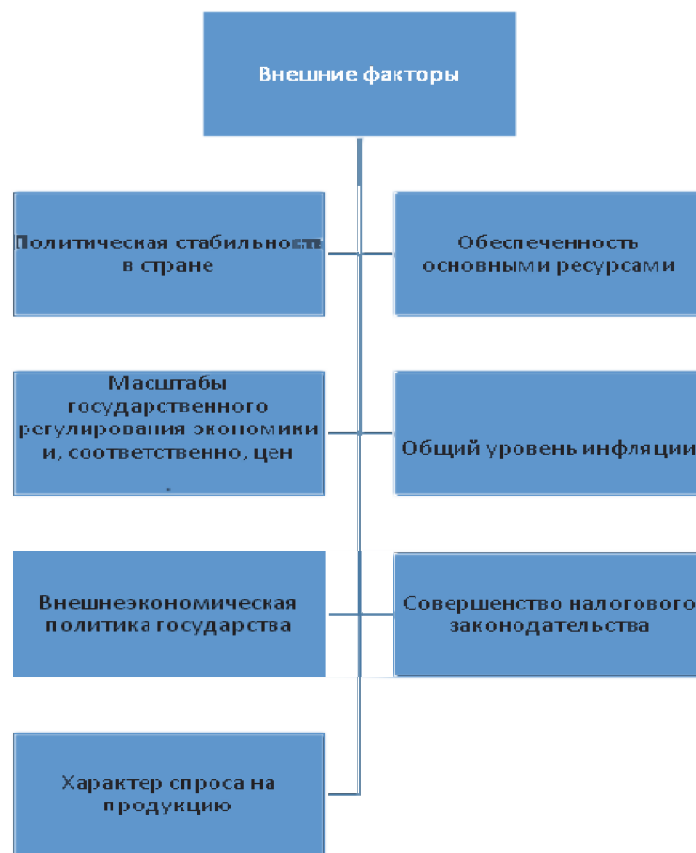 Внешние факторы
Политическая стабильность
в стране
Обеспеченность
основными ресурсами
Масштабы
государственного
регулирования экономики
и, соответственно, цен
.
Общий уровень инфляции
Внешнеэкономическая
политика государства
Совершенство налогового
законодательства
Характер спроса на
продукцию